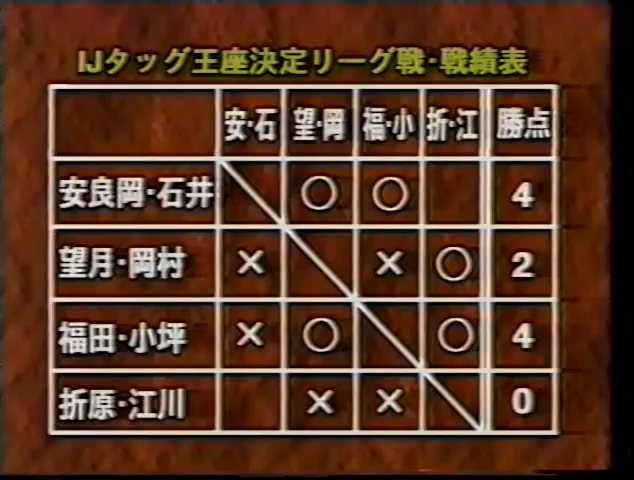 IJタッグ王座決定リーグ戦・戦績表
安・石 望・岡 福・小 折・江 勝点
安良岡・石井 ○ ○ 4
望月・岡村 × × ○ 2
福田・小坪 × ○ ○ 4
折原・江川 × × 0